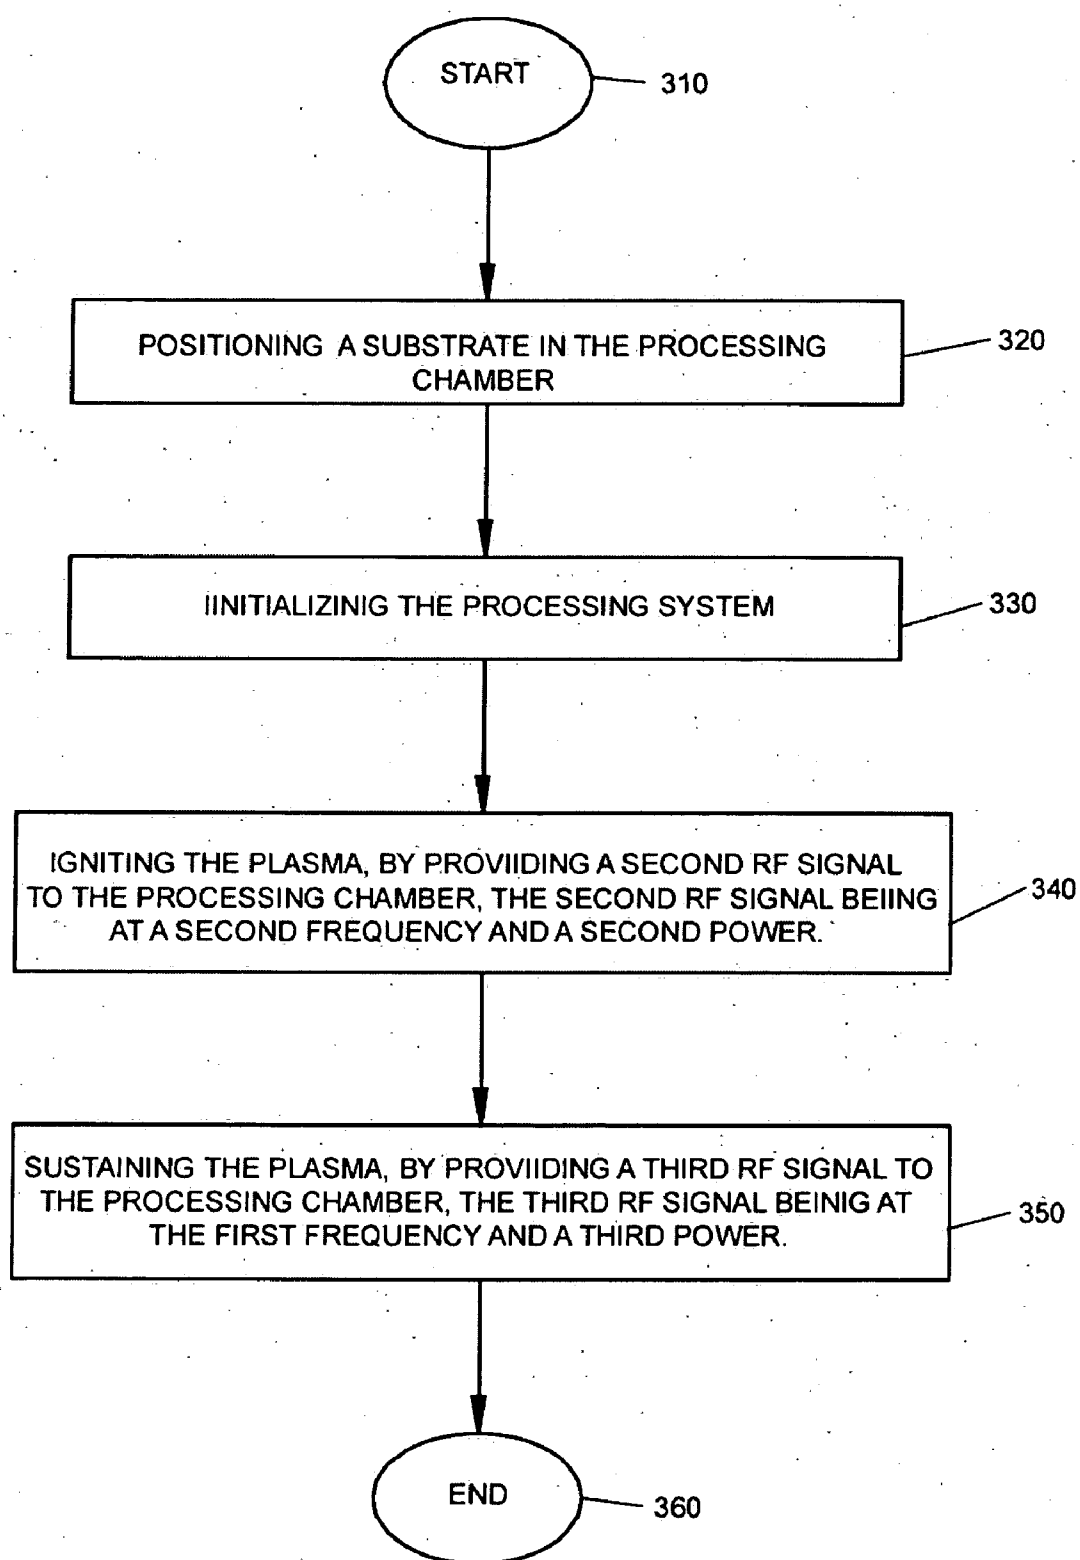 START
310
POSITIONING A SUBSTRATE IN THE PROCESSING
CHAMBER
320
IINITIALIZINIG THE PROCESSING SYSTEM
330
IGNITING THE PLASMA, BY PROVIIDING A SECOND RF SIGNAL
TO THE PROCESSING CHAMBER, THE SECOND RF SIGNAL BEIING
AT A SECOND FREQUENCY AND A SECOND POWER.
340
SUSTAINING THE PLASMA, BY PROVIIDING A THIRD RF SIGNAL TO
THE PROCESSING CHAMBER, THE THIRD RF SIGNAL BEINIG AT
THE FIRST FREQUENCY AND A THIRD POWER.
350
END
360